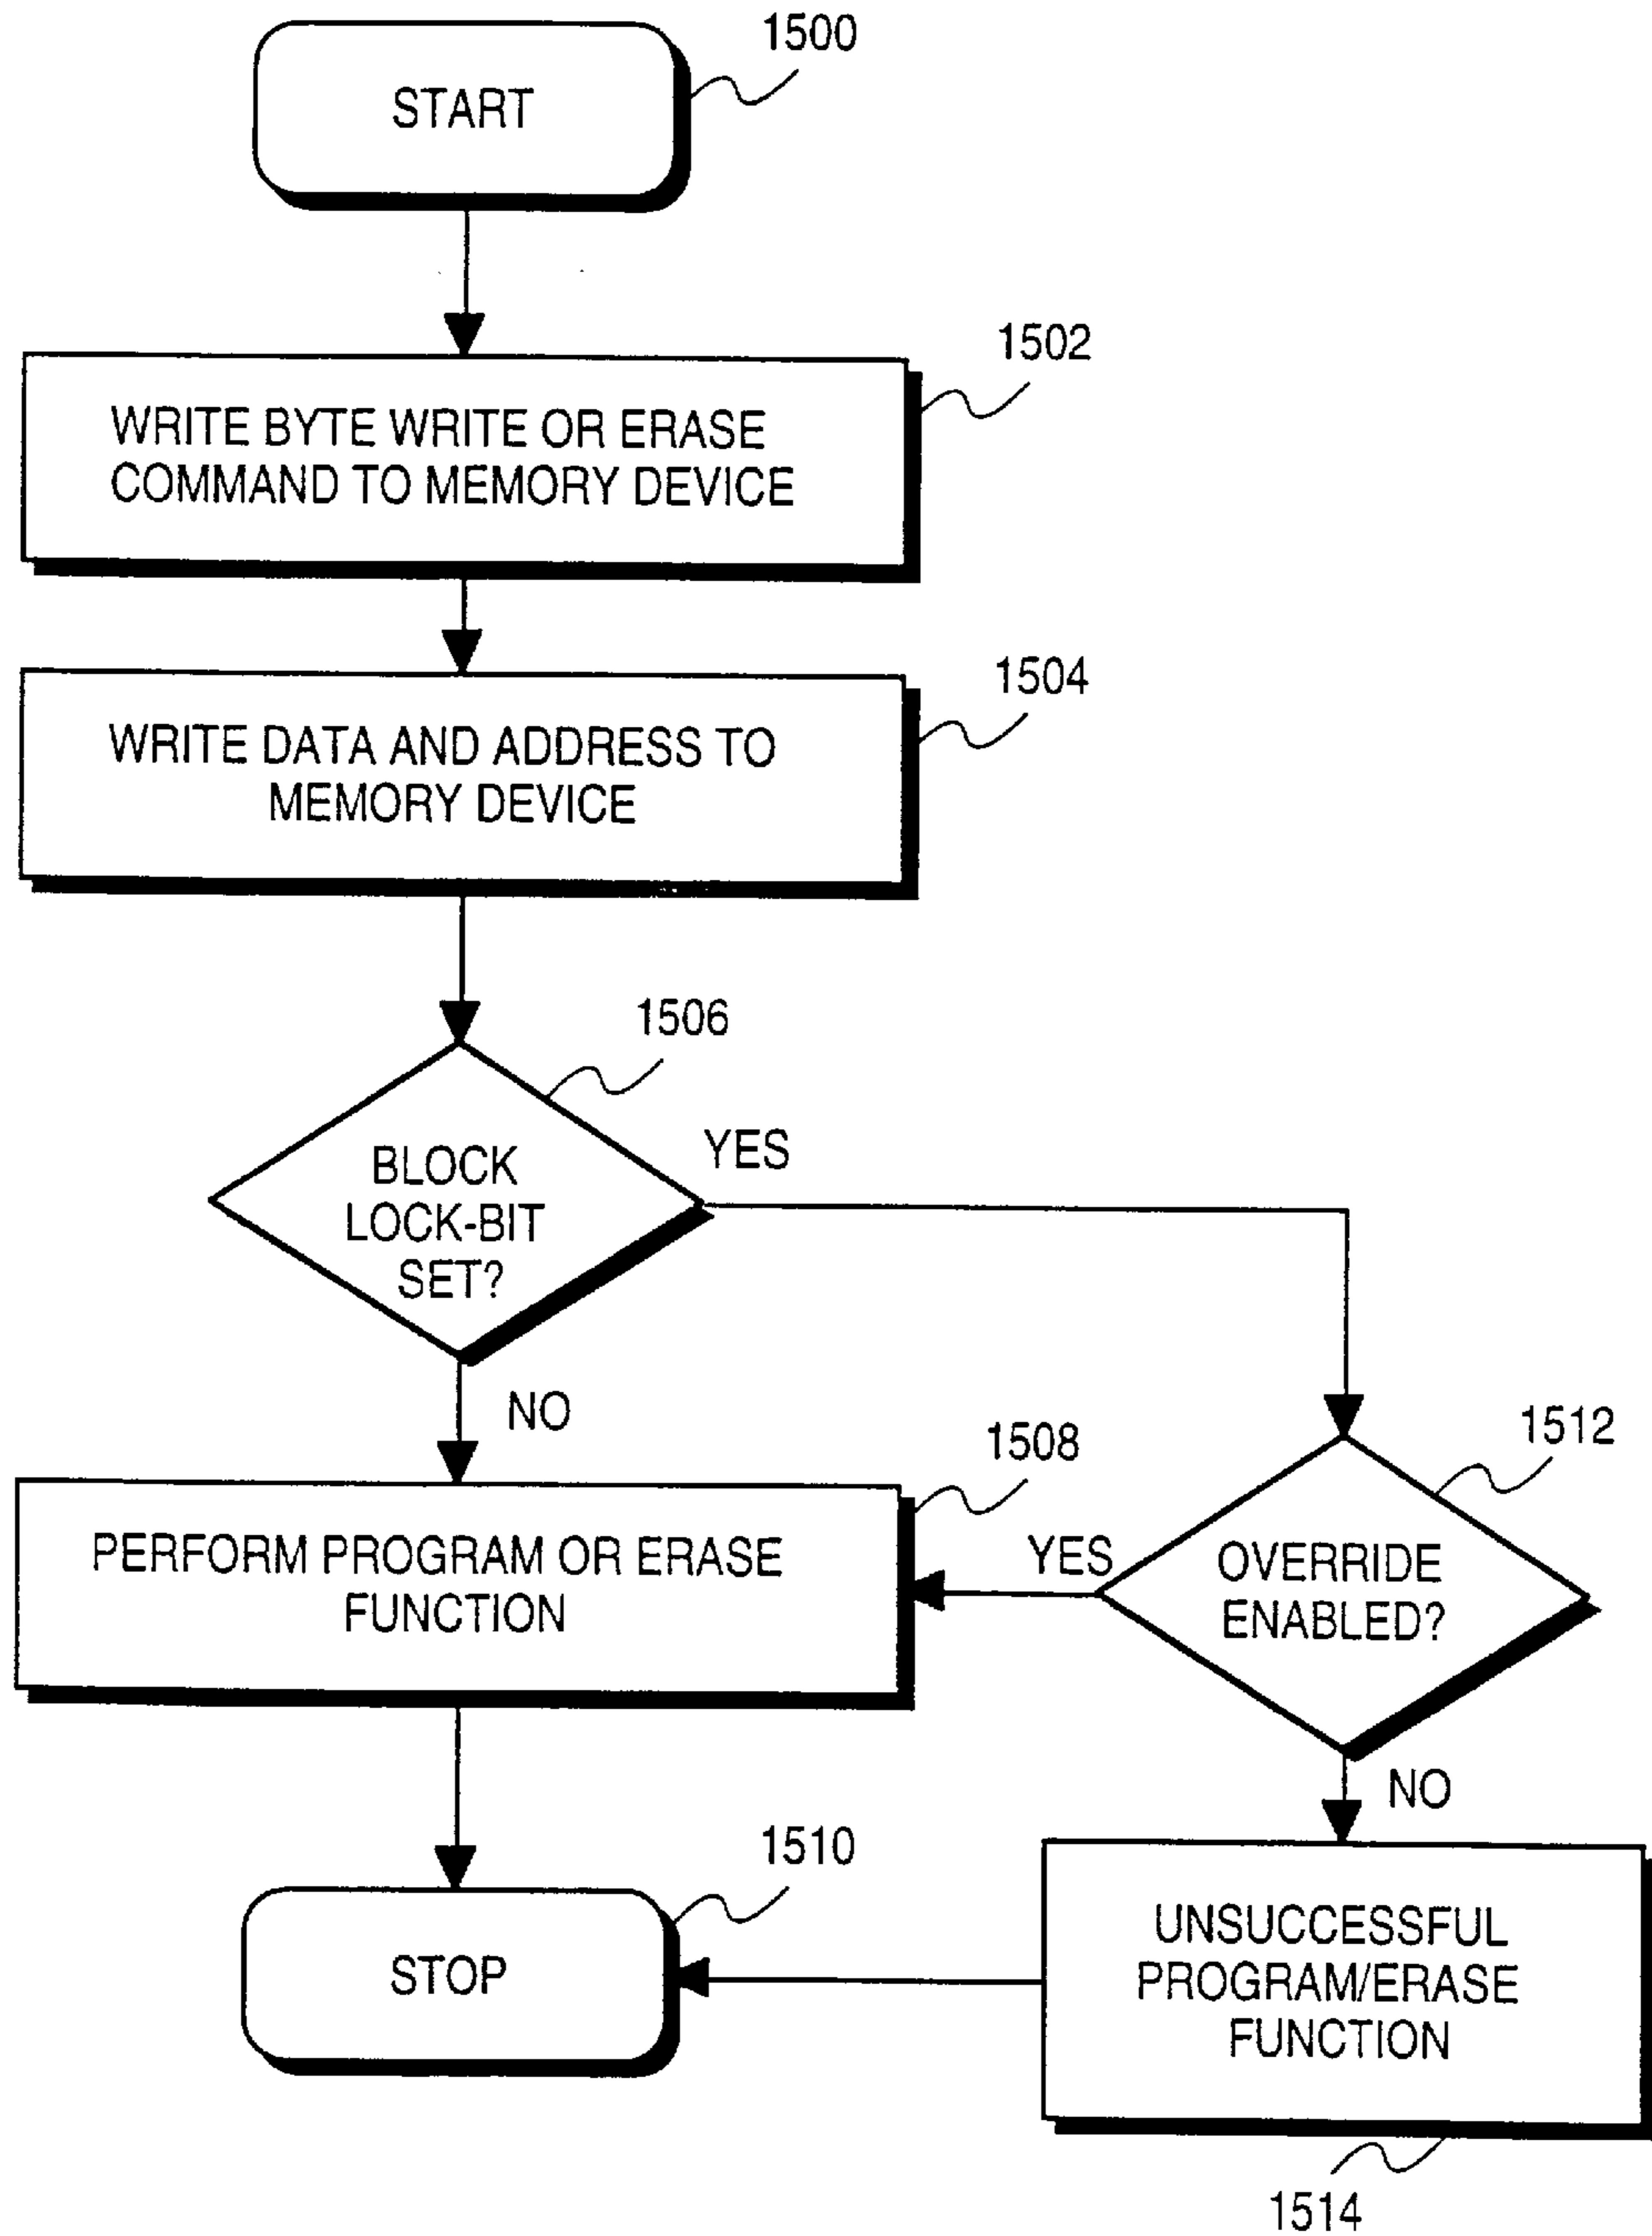 1500
START
1502
WRITE BYTE WRITE OR ERASE
COMMAND TO MEMORY DEVICE
1504
WRITE DATA AND ADDRESS TO
MEMORY DEVICE
1506
BLOCK
LOCK-BIT
SET?
YES
NO
1508
PERFORM PROGRAM OR ERASE
FUNCTION
1512
YES
OVERRIDE
ENABLED?
NO
1510
STOP
UNSUCCESSFUL
PROGRAM/ERASE
FUNCTION
1514